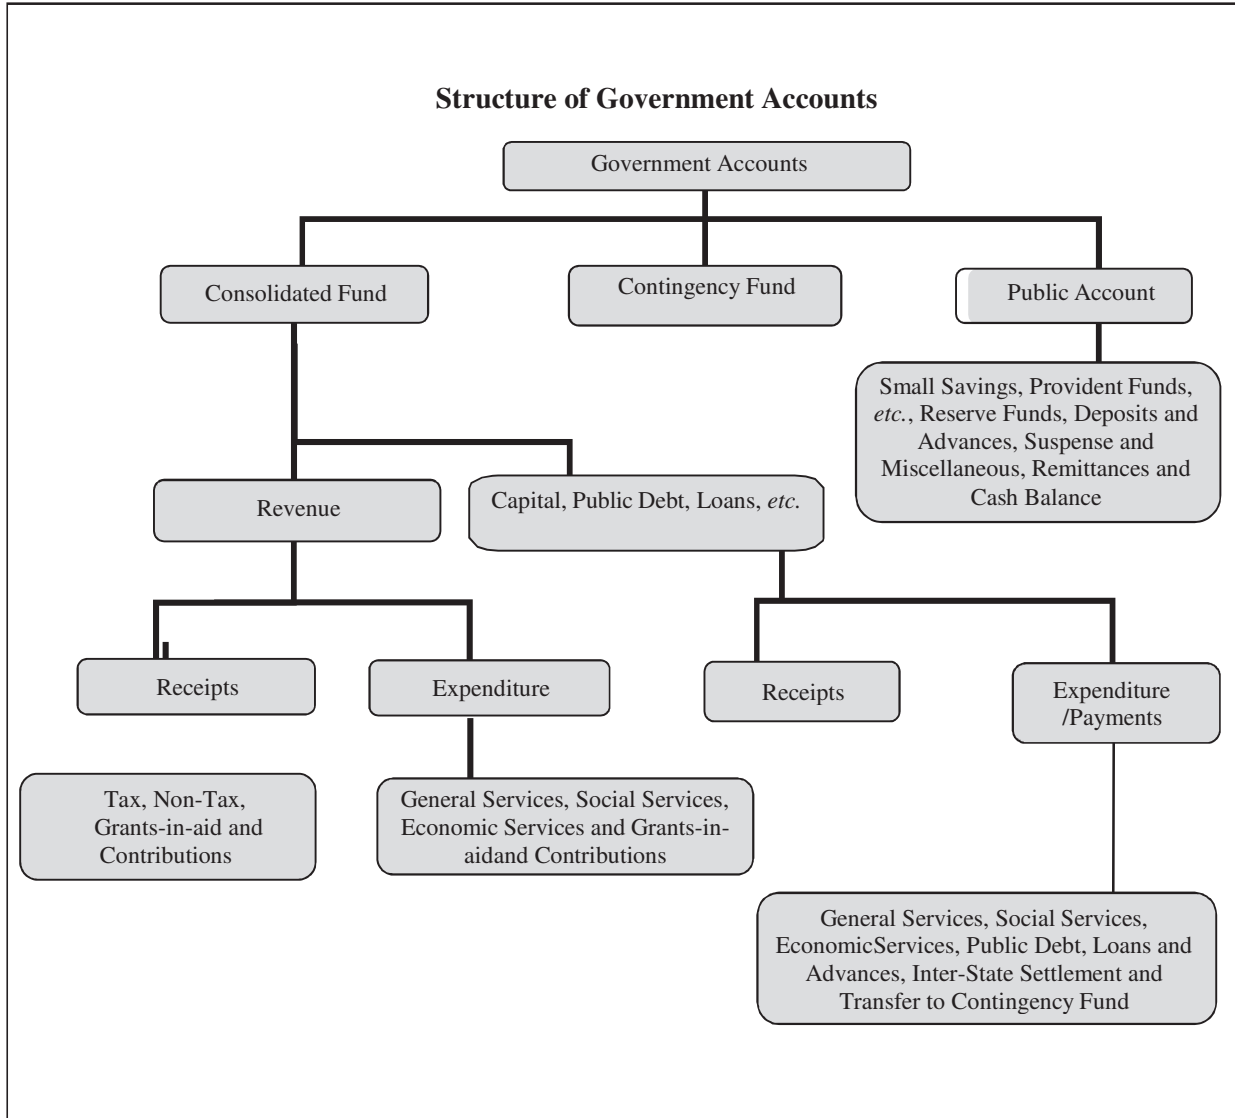 Structure of Government Accounts
Government Accounts
Consolidated Fund
Contingency Fund
Public Account
Small Savings, Provident Funds,
etc., Reserve Funds, Deposits and
Advances, Suspense and
Miscellaneous, Remittances and
Cash Balance
Revenue
Capital, Public Debt, Loans, etc.
Receipts
Expenditure
Receipts
Expenditure
/Payments
Tax, Non-Tax,
Grants-in-aid and
Contributions
General Services, Social Services,
Economic Services and Grants-in-
aidand Contributions
General Services, Social Services,
EconomicServices, Public Debt, Loans and
Advances, Inter-State Settlement and
Transfer to Contingency Fund